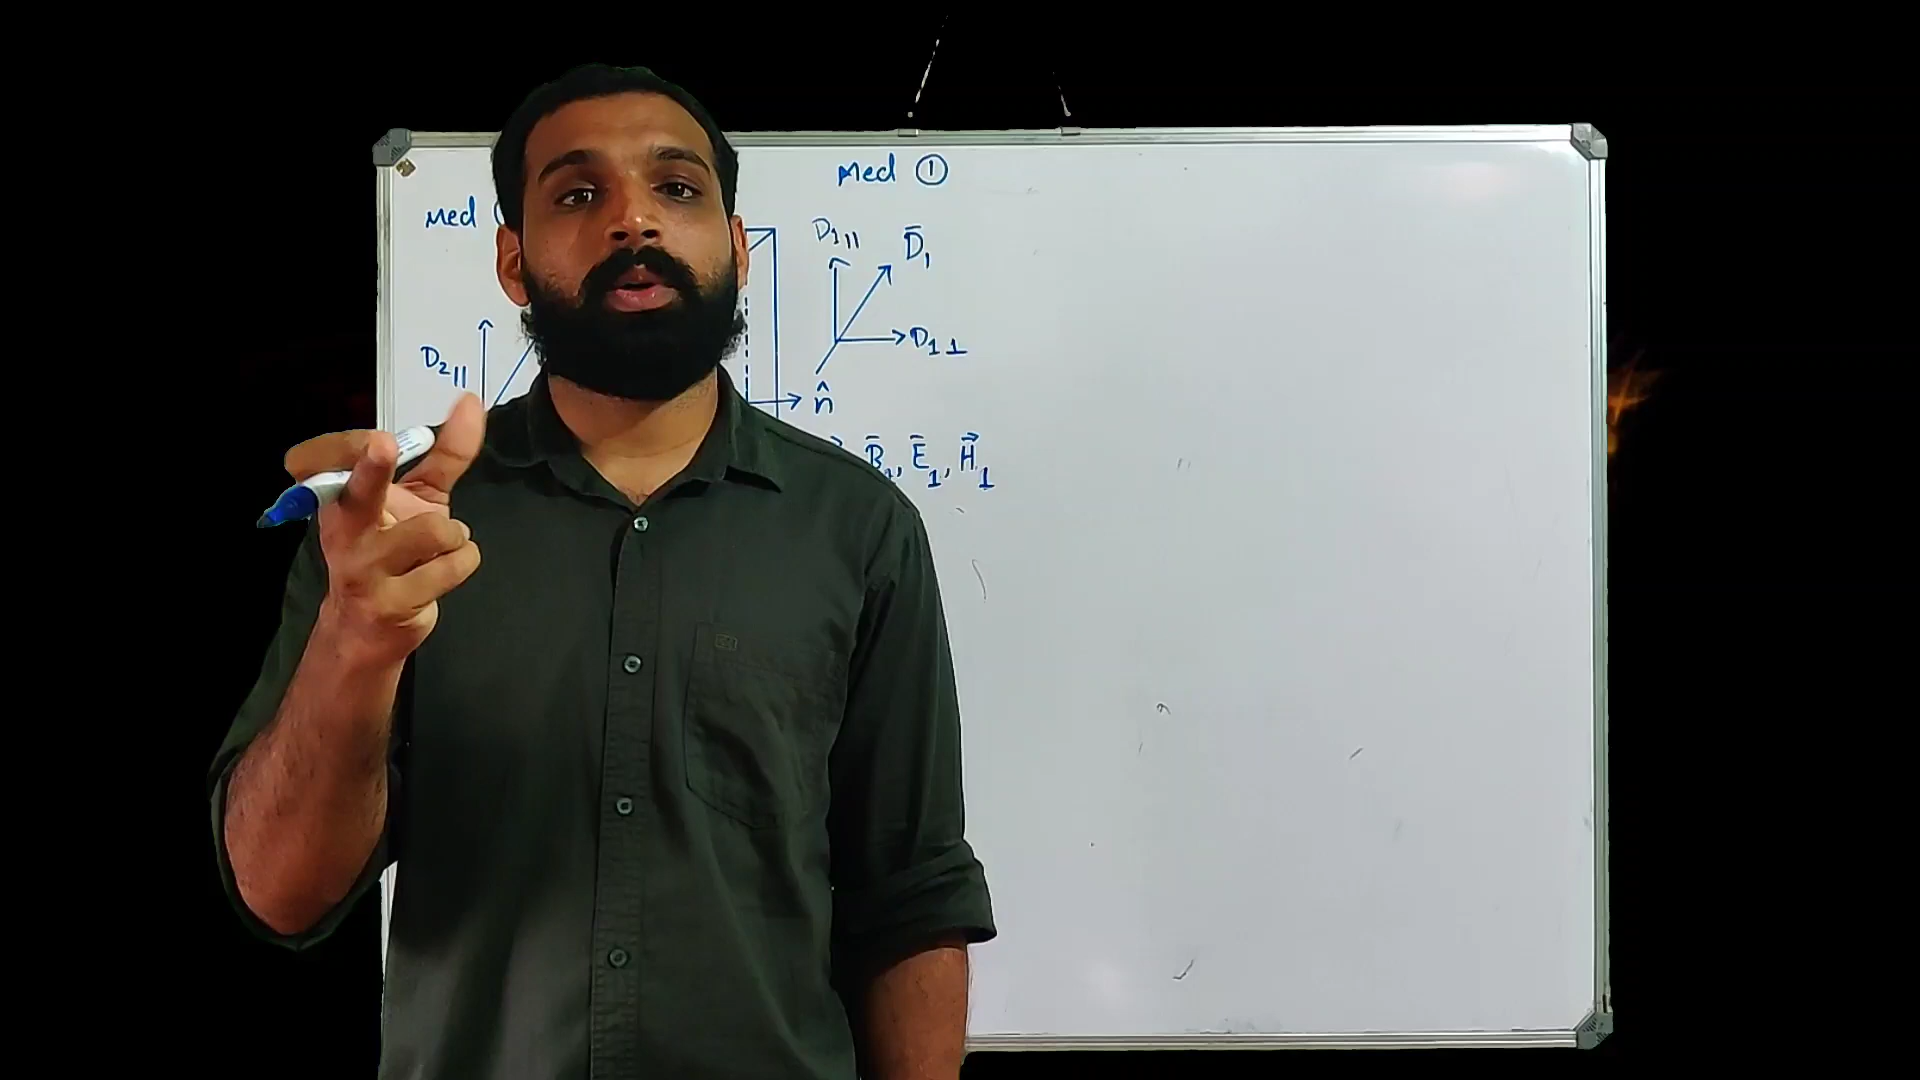 Med ①
Med
D₁∥ D̄₁
D₁⊥
D₂∥
n̂
B̄₁, Ē₁, H⃗₁